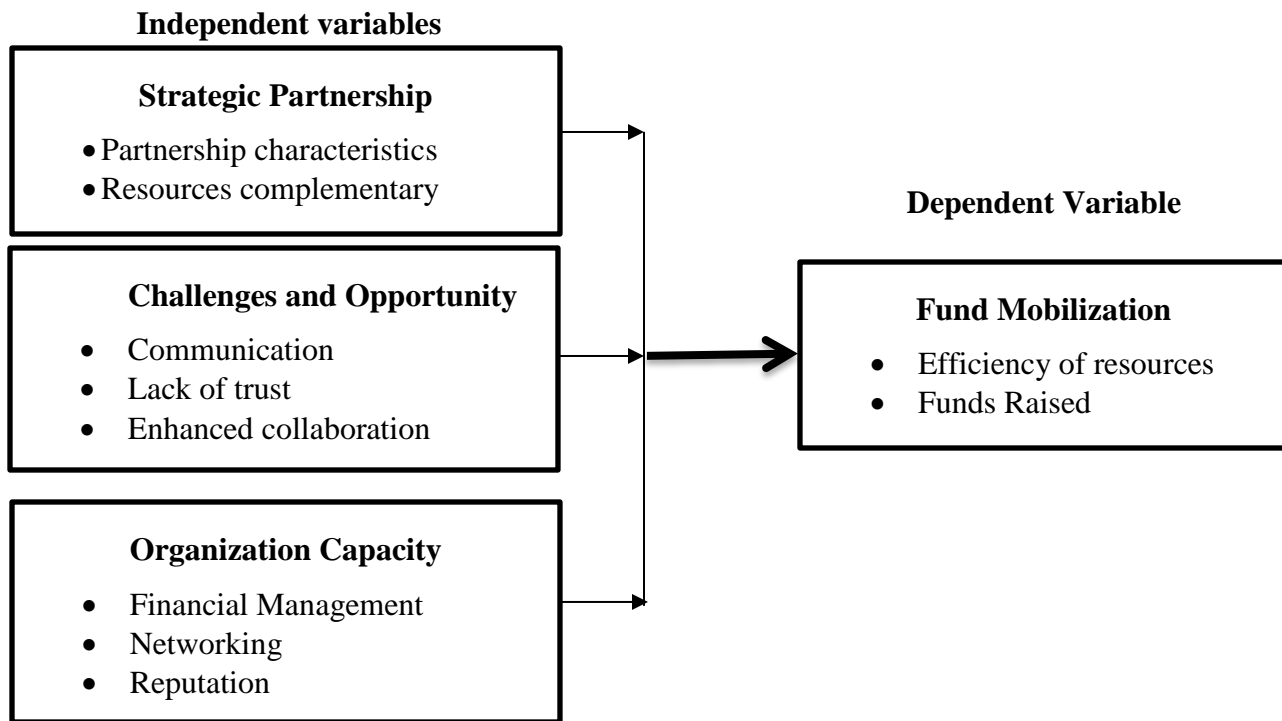 Independent variables
Strategic Partnership
• Partnership characteristics
• Resources complementary
Challenges and Opportunity
• Communication
• Lack of trust
• Enhanced collaboration
Organization Capacity
• Financial Management
• Networking
• Reputation
Dependent Variable
Fund Mobilization
• Efficiency of resources
• Funds Raised